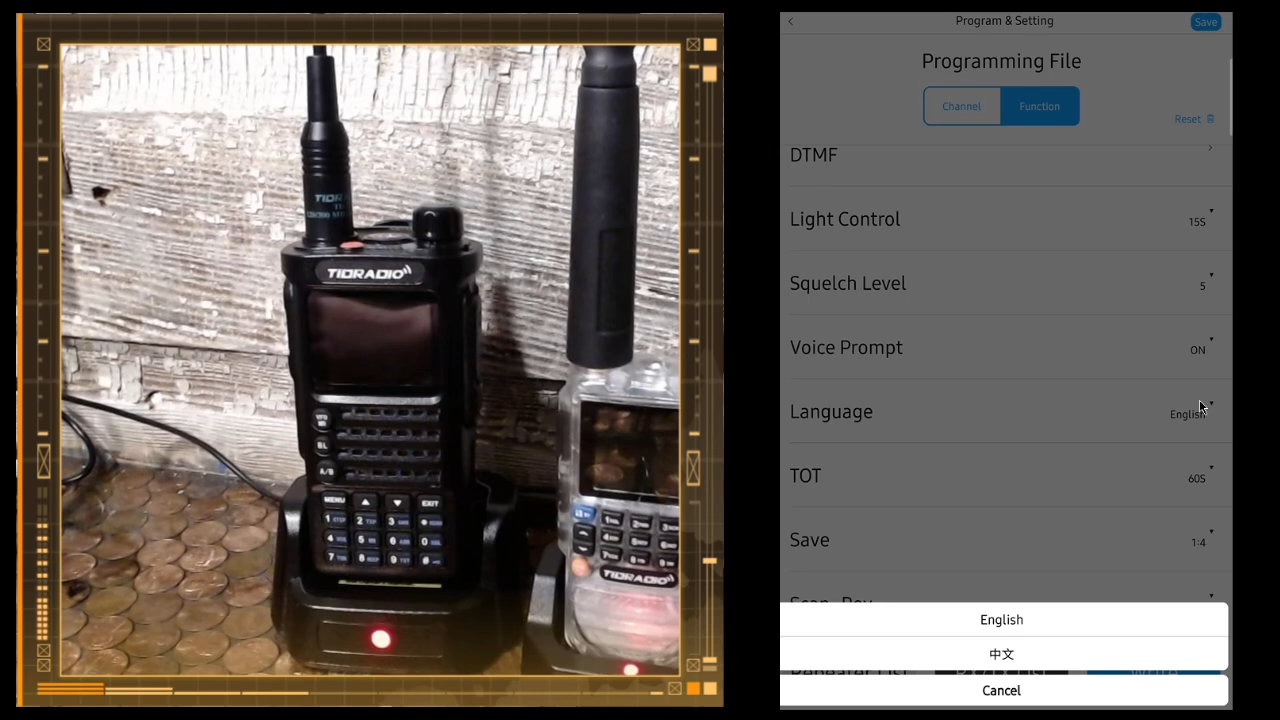 TIDRADIO
MENU
EXIT
A/B
TIDRADIO
Program & Setting
Save
Programming File
Channel
Function
Reset
DTMF
Light Control
15S
Squelch Level
5
Voice Prompt
ON
Language
English
TOT
60S
Save
1:4
English
中文
Cancel